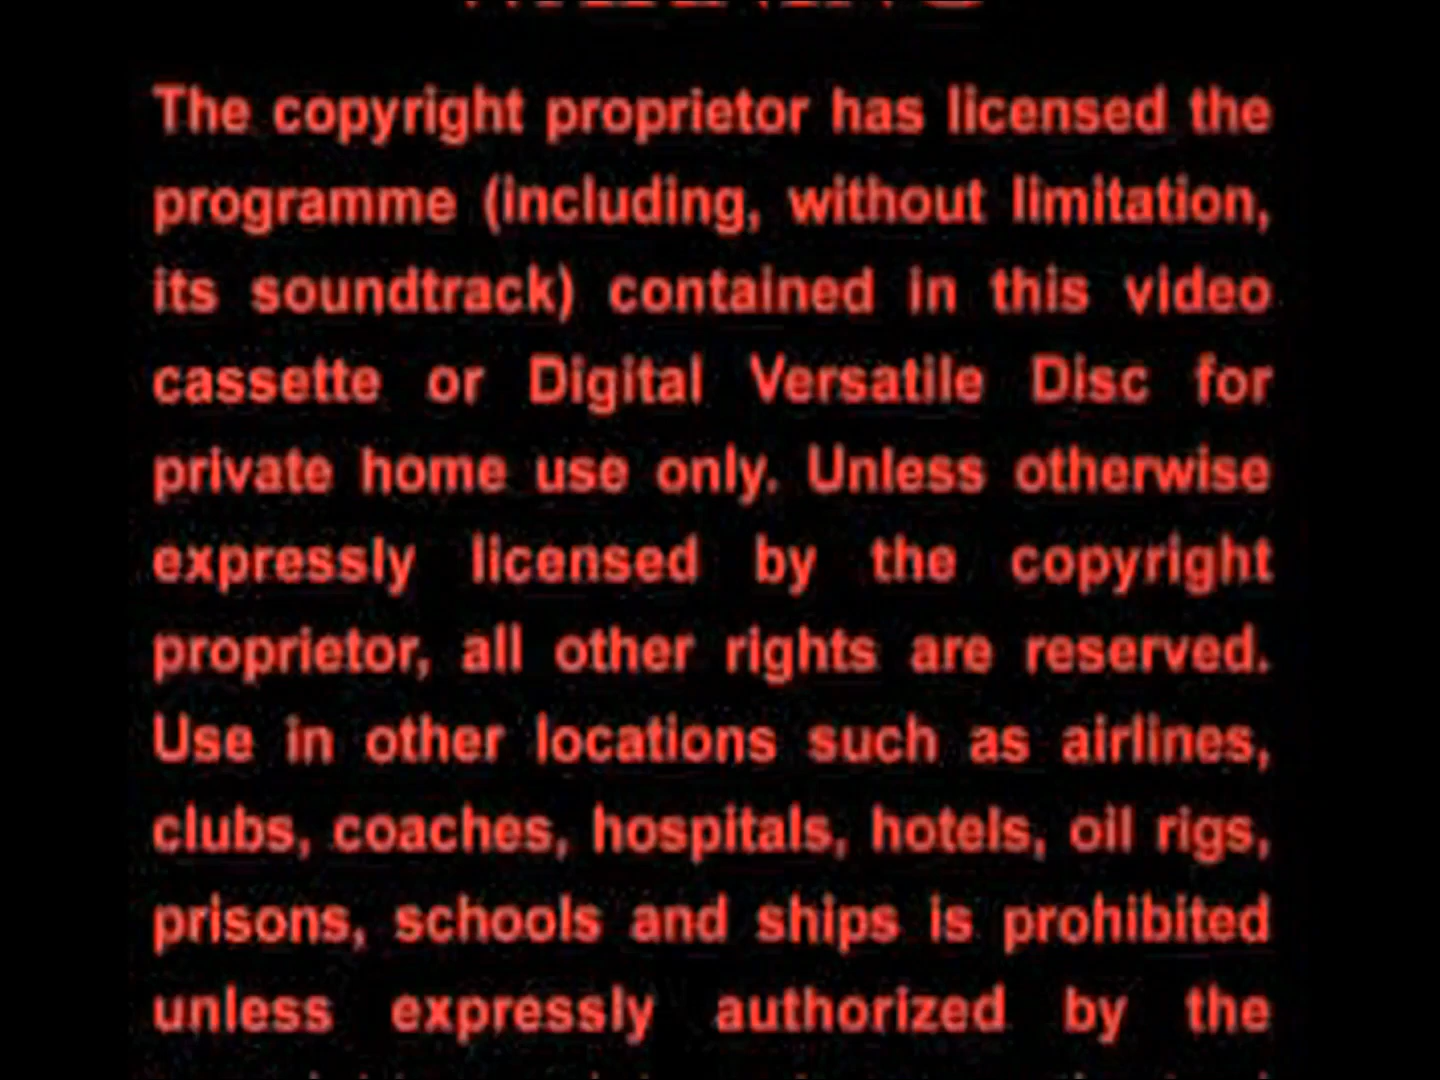 The copyright proprietor has licensed the
programme (including, without limitation,
its soundtrack) contained in this video
cassette or Digital Versatile Disc for
private home use only. Unless otherwise
expressly licensed by the copyright
proprietor, all other rights are reserved.
Use in other locations such as airlines,
clubs, coaches, hospitals, hotels, oil rigs,
prisons, schools and ships is prohibited
unless expressly authorized by the